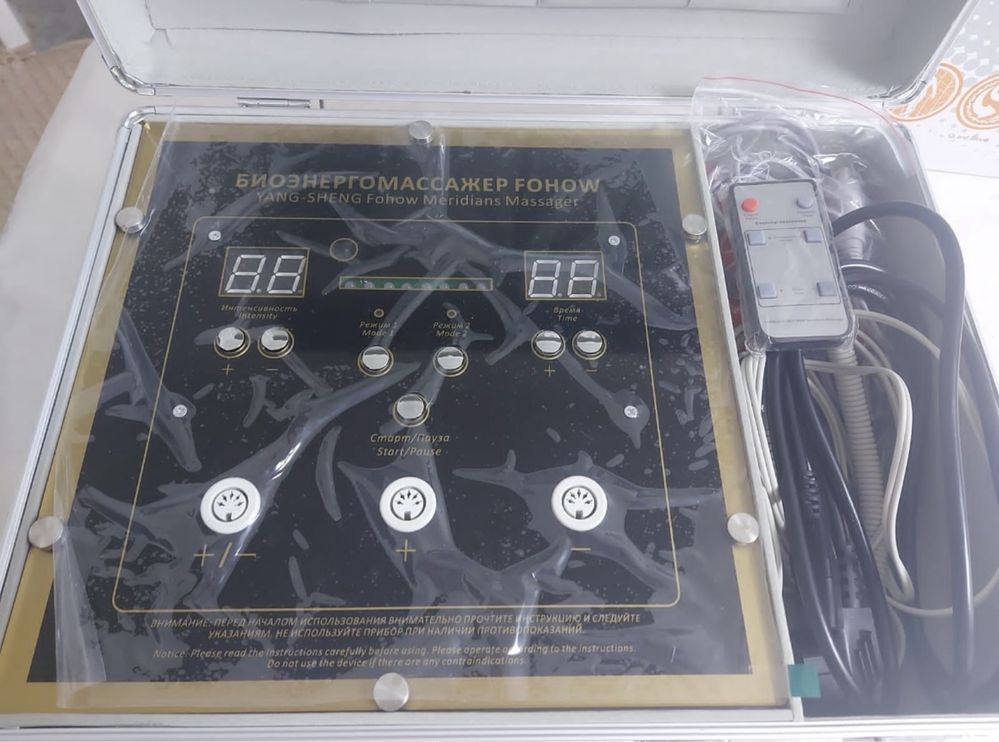 БИОЭНЕРГОМАССАЖЕР FOHOW
YANG-SHENG Fohow Meridians Massager
Интенсивность
Intensity
Режим 1
Mode 1
Режим 2
Mode 2
Время
Time
+ −
+ −
Старт/Пауза
Start/Pause
+/−
+
−
ВНИМАНИЕ: ПЕРЕД НАЧАЛОМ ИСПОЛЬЗОВАНИЯ ВНИМАТЕЛЬНО ПРОЧТИТЕ ИНСТРУКЦИЮ И СЛЕДУЙТЕ
УКАЗАНИЯМ. НЕ ИСПОЛЬЗУЙТЕ ПРИБОР ПРИ НАЛИЧИИ ПРОТИВОПОКАЗАНИЙ.
Notice: Please read the instructions carefully before using. Please operate according to the instructions.
Do not use the device if there are any contraindications.